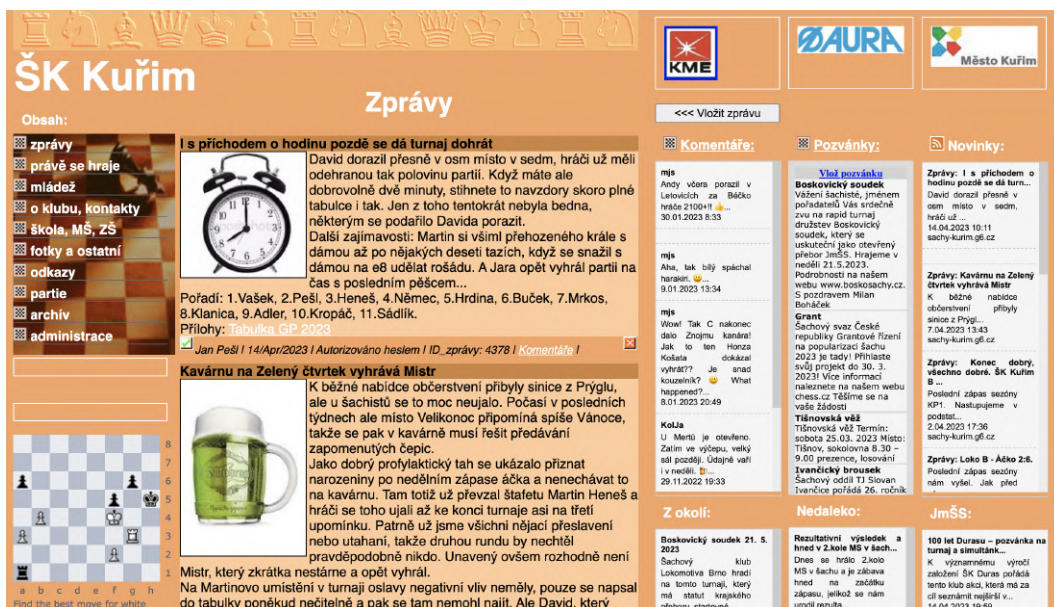 ŠK Kuřim
Zprávy
Obsah:
zprávy
právě se hraje
mládež
o klubu, kontakty
škola, MŠ, ZŠ
fotky a ostatní
odkazy
partie
archív
administrace
8
7
6
5
4
3
2
1
a b c d e f g h
Find the best move for white
I s příchodem o hodinu pozdě se dá turnaj dohrát
David dorazil přesně v osm místo v sedm, hráči už měli
odehranou tak polovinu partií. Když máte ale
dobrovolně dvě minuty, stihnete to navzdory skoro plné
tabulce i tak. Jen z toho tentokrát nebyla bedna,
některým se podařilo Davida porazit.
Další zajímavosti: Martin si všiml přehozeného krále s
dámou až po nějakých deseti tazích, když se snažil s
dámou na e8 udělat rošádu. A Jara opět vyhrál partii na
čas s posledním pěšcem...
Pořadí: 1.Vašek, 2.Pešl, 3.Heneš, 4.Němec, 5.Hrdina, 6.Buček, 7.Mrkos,
8.Klanica, 9.Adler, 10.Kropáč, 11.Sádlík.
Přílohy: Tabulka GP 2023
Jan Pešl | 14/Apr/2023 | Autorizováno heslem | ID_zprávy: 4378 | Komentáře |
Kavárnu na Zelený čtvrtek vyhrává Mistr
K běžné nabídce občerstvení přibyly sinice z Prýglu,
ale u šachistů se to moc neujalo. Počasí v posledních
týdnech ale místo Velikonoc připomíná spíše Vánoce,
takže se pak v kavárně musí řešit předávání
zapomenutých čepic.
Jako dobrý profylaktický tah se ukázalo přiznat
narozeniny po nedělním zápase áčka a nenechávat to
na kavárnu. Tam totiž už převzal štafetu Martin Heneš a
hráči se toho ujali až ke konci turnaje asi na třetí
upomínku. Patrně už jsme všichni nějací přeslavení
nebo utahaní, takže druhou rundu by nechtěl
pravděpodobně nikdo. Unavený ovšem rozhodně není
Mistr, který zkrátka nestárne a opět vyhrál.
Na Martinovo umístění v turnaji oslavy negativní vliv neměly, pouze se napsal
do tabulky poněkud nečitelně a pak se tam nemohl najít. Ale David, který
KME
AURA
Město Kuřim
<<< Vložit zprávu
Komentáře:
mjs
Andy včera porazil v
Letovicích za Béčko
hráče 2100+!! 👍...
30.01.2023 8:33
mjs
Aha, tak bílý spáchal
harakiri. 😀...
9.01.2023 13:34
mjs
Wow! Tak C nakonec
dalo Znojmu kanára!
Jak to ten Honza
Košata dokázal
vyhrát?? Je snad
kouzelník? 😀 What
happened?...
8.01.2023 20:49
KolJa
U Mertů je otevřeno.
Zatím ve výčepu, velký
sál později. Údajně vaří
i v neděli. ...
29.11.2022 19:33
Pozvánky:
Vlož pozvánku
Boskovický soudek
Vážení šachisté, jménem
pořadatelů Vás srdečně
zvu na rapid turnaj
družstev Boskovický
soudek, který se
uskuteční jako otevřený
přebor JmŠS. Hrajeme v
neděli 21.5.2023.
Podrobnosti na našem
webu www.boskosachy.cz.
S pozdravem Milan
Boháček
Grant
Šachový svaz České
republiky Grantové řízení
na popularizaci šachu
2023 je tady! Přihlaste
svůj projekt do 30. 3.
2023! Více informací
naleznete na našem webu
chess.cz Těšíme se na
vaše žádosti
Tišnovská věž
Tišnovská věž Termín:
sobota 25.03. 2023 Místo:
Tišnov, sokolovna 8.30 -
9.00 prezence, losování
Ivančický brousek
Šachový oddíl TJ Slovan
Ivančice pořádá 26. ročník
Novinky:
Zprávy: I s příchodem o
hodinu pozdě se dá turn...
David dorazil přesně v
osm místo v sedm,
hráči už ...
14.04.2023 10:11
sachy-kurim.g6.cz
Zprávy: Kavárnu na Zelený
čtvrtek vyhrává Mistr
K běžné nabídce
občerstvení přibyly
sinice z Prýgl...
7.04.2023 13:43
sachy-kurim.g6.cz
Zprávy: Konec dobrý,
všechno dobré. ŠK Kuřim
B ...
Poslední zápas sezóny
KP1. Nastupujeme v
podstat...
2.04.2023 17:36
sachy-kurim.g6.cz
Zprávy: Loko B - Áčko 2:6.
Poslední zápas sezóny
nám vyšel. Jak před
Z okolí:
Boskovický soudek 21. 5.
2023
Šachový klub
Lokomotiva Brno hradí
na tomto turnaji, který
má statut krajského
přeboru, startovné
Nedaleko:
Rezultativní výsledek a
hned v 2.kole MS v šach...
Dnes se hrálo 2.kolo
MS v šachu a je zábava
hned na začátku
zápasu, jelikož se nám
urodil rezulta
JmŠS:
100 let Durasu – pozvánka na
turnaj a simultánk...
K významnému výročí
založení ŠK Duras pořádá
tento klub akci, která má za
cíl seznámit nejširší v...
14.04.2023 19:59